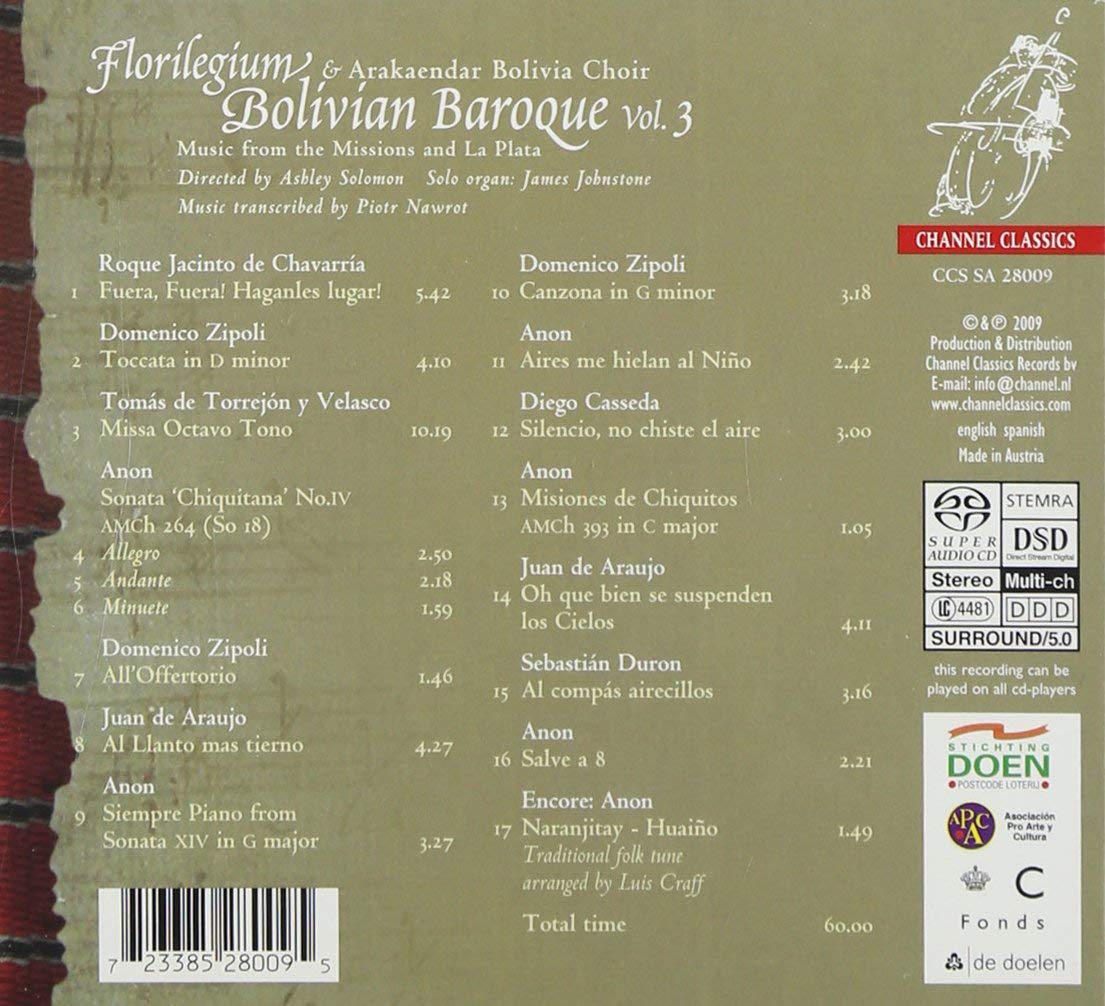 Florilegium & Arakaendar Bolivia Choir
Bolivian Baroque Vol. 3
Music from the Missions and La Plata
Directed by Ashley Solomon Solo organ: James Johnstone
Music transcribed by Piotr Nawrot
Roque Jacinto de Chavarría
1 Fuera, Fuera! Haganles lugar! 5.42
Domenico Zipoli
2 Toccata in D minor 4.10
Tomás de Torrejón y Velasco
3 Missa Octavo Tono 10.19
Anon
Sonata ‘Chiquitana’ No.IV
AMCh 264 (So 18)
4 Allegro 2.50
5 Andante 2.18
6 Minuete 1.59
Domenico Zipoli
7 All'Offertorio 1.46
Juan de Araujo
8 Al Llanto mas tierno 4.27
Anon
9 Siempre Piano from
Sonata XIV in G major 3.27
Domenico Zipoli
10 Canzona in G minor 3.18
Anon
11 Aires me hielan al Niño 2.42
Diego Casseda
12 Silencio, no chiste el aire 3.00
Anon
13 Misiones de Chiquitos
AMCh 393 in C major 1.05
Juan de Araujo
14 Oh que bien se suspenden
los Cielos 4.11
Sebastián Duron
15 Al compás airecillos 3.16
Anon
16 Salve a 8 2.21
Encore: Anon
17 Naranjitay - Huaiño 1.49
Traditional folk tune
arranged by Luis Craff
Total time 60.00
7 23385 28009 5
CHANNEL CLASSICS
CCS SA 28009
©&℗ 2009
Production & Distribution
Channel Classics Records bv
E-mail: info@channel.nl
www.channelclassics.com
english spanish
Made in Austria
SUPER AUDIO CD
STEMRA
DSD
Direct Stream Digital
Stereo Multi-ch
LC 4481 DDD
SURROUND/5.0
this recording can be
played on all cd-players
STICHTING
DOEN
POSTCODE LOTERIJ
APAC
Asociación
Pro Arte y
Cultura
C
Fonds
de doelen